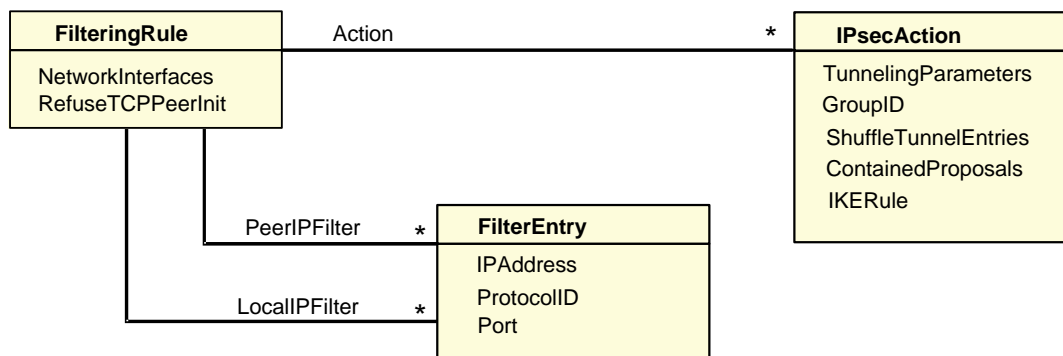 FilteringRule
NetworkInterfaces
RefuseTCPPeerInit
Action
*
IPsecAction
TunnelingParameters
GroupID
ShuffleTunnelEntries
ContainedProposals
IKERule
PeerIPFilter
*
LocalIPFilter
*
FilterEntry
IPAddress
ProtocolID
Port